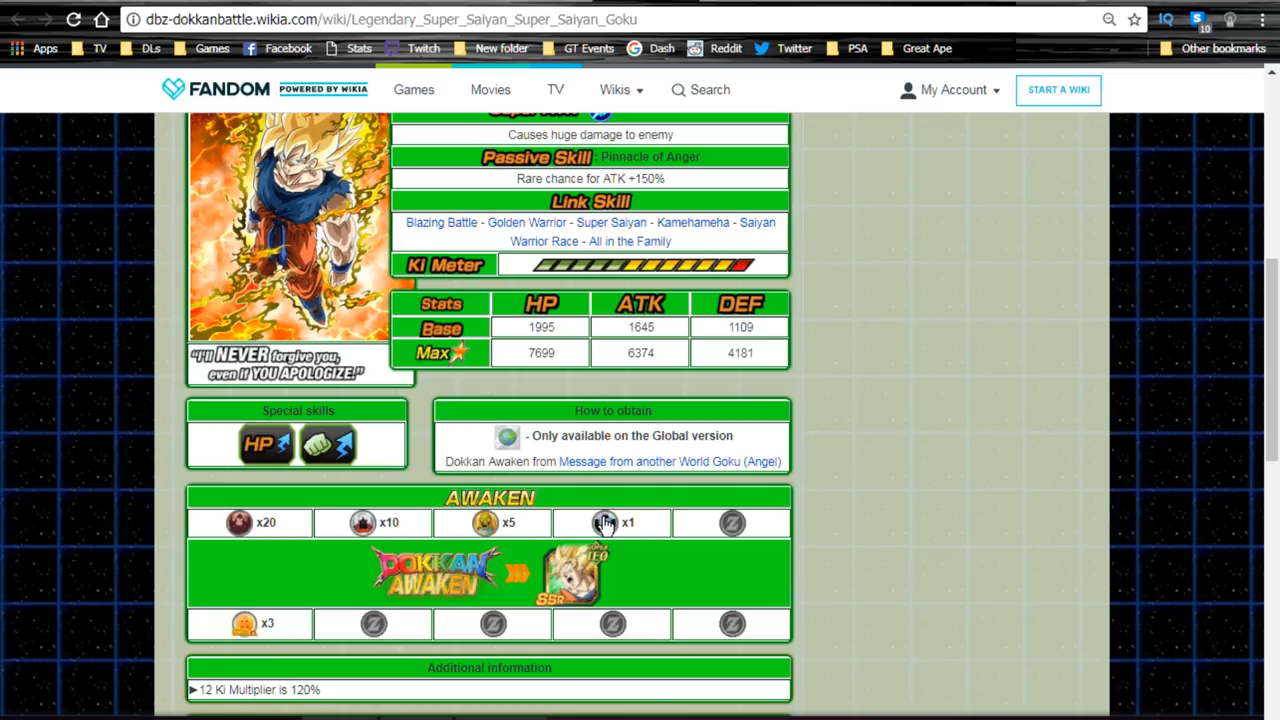 dbz-dokkanbattle.wikia.com/wiki/Legendary_Super_Saiyan_Super_Saiyan_Goku
IQ S 10
Apps TV DLs Games Facebook Stats Twitch New folder GT Events Dash Reddit Twitter PSA Great Ape Other bookmarks
FANDOM POWERED BY WIKIA Games Movies TV Wikis Search My Account START A WIKI
Causes huge damage to enemy
Passive Skill : Pinnacle of Anger
Rare chance for ATK +150%
Link Skill
Blazing Battle - Golden Warrior - Super Saiyan - Kamehameha - Saiyan
Warrior Race - All in the Family
Ki Meter
Stats HP ATK DEF
Base 1995 1645 1109
Max 7699 6374 4181
"I'll NEVER forgive you,
even if YOU APOLOGIZE."
Special skills
HP
How to obtain
- Only available on the Global version
Dokkan Awaken from Message from another World Goku (Angel)
AWAKEN
x20 x10 x5 x1 Z
DOKKAN
AWAKEN
SUPER
TEQ
SSR
x3 Z Z Z Z
Additional information
►12 Ki Multiplier is 120%